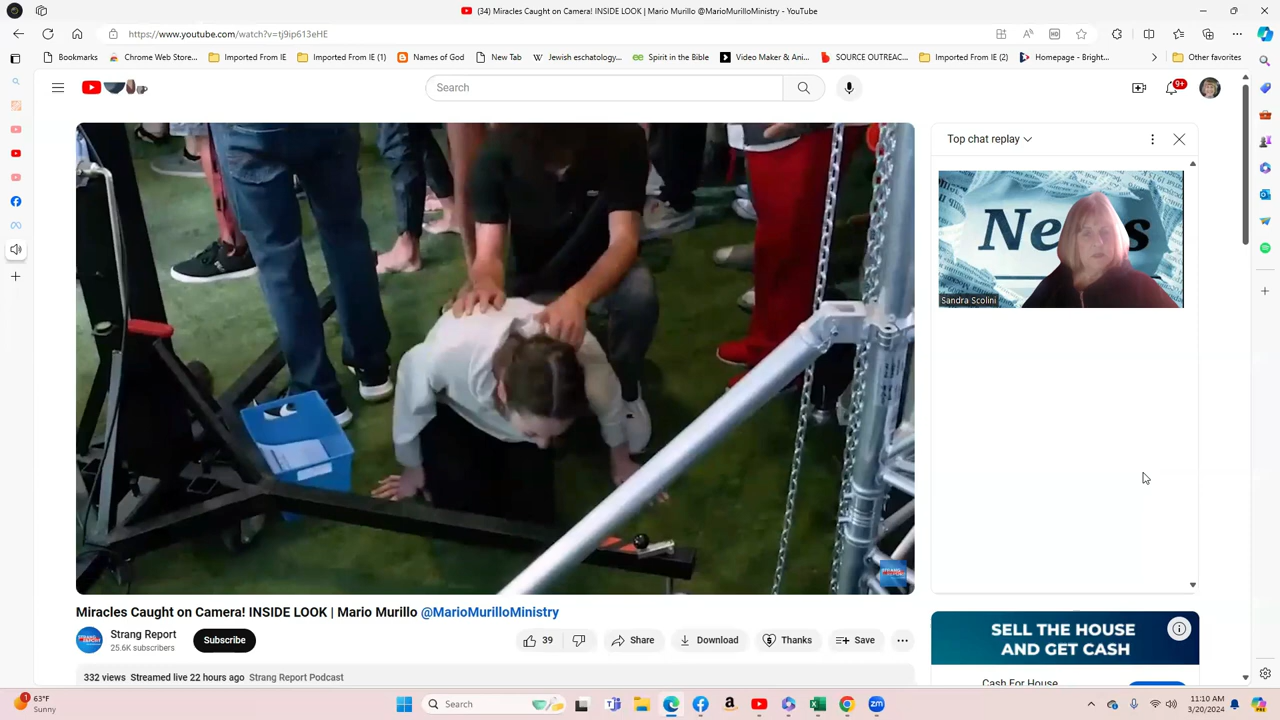 (34) Miracles Caught on Camera! INSIDE LOOK | Mario Murillo @MarioMurilloMinistry - YouTube
https://www.youtube.com/watch?v=tj9ip613eHE
Bookmarks
Chrome Web Store...
Imported From IE
Imported From IE (1)
Names of God
New Tab
Jewish eschatology...
Spirit in the Bible
Video Maker & Ani...
SOURCE OUTREAC...
Imported From IE (2)
Homepage - Bright...
Other favorites
Search
9+
Top chat replay
News
Sandra Scolini
STRANG REPORT
Miracles Caught on Camera! INSIDE LOOK | Mario Murillo @MarioMurilloMinistry
Strang Report
25.6K subscribers
Subscribe
39
Share
Download
Thanks
Save
332 views Streamed live 22 hours ago Strang Report Podcast
SELL THE HOUSE
AND GET CASH
Cash For House
63°F
Sunny
Search
11:10 AM
3/20/2024